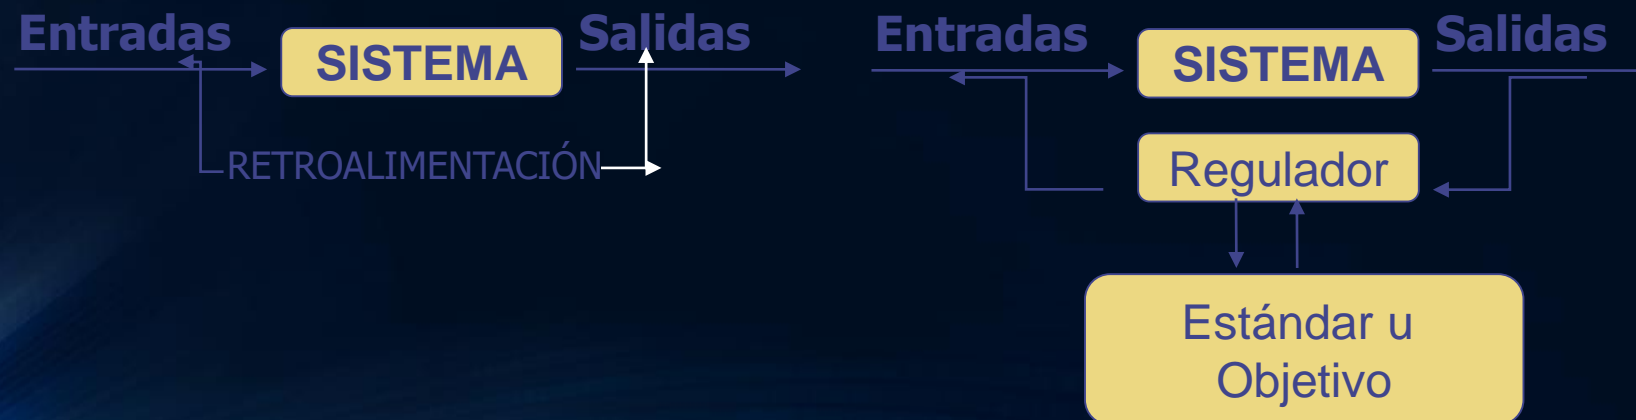 Entradas
SISTEMA
Salidas
RETROALIMENTACIÓN
Entradas
SISTEMA
Salidas
Regulador
Estándar u
Objetivo